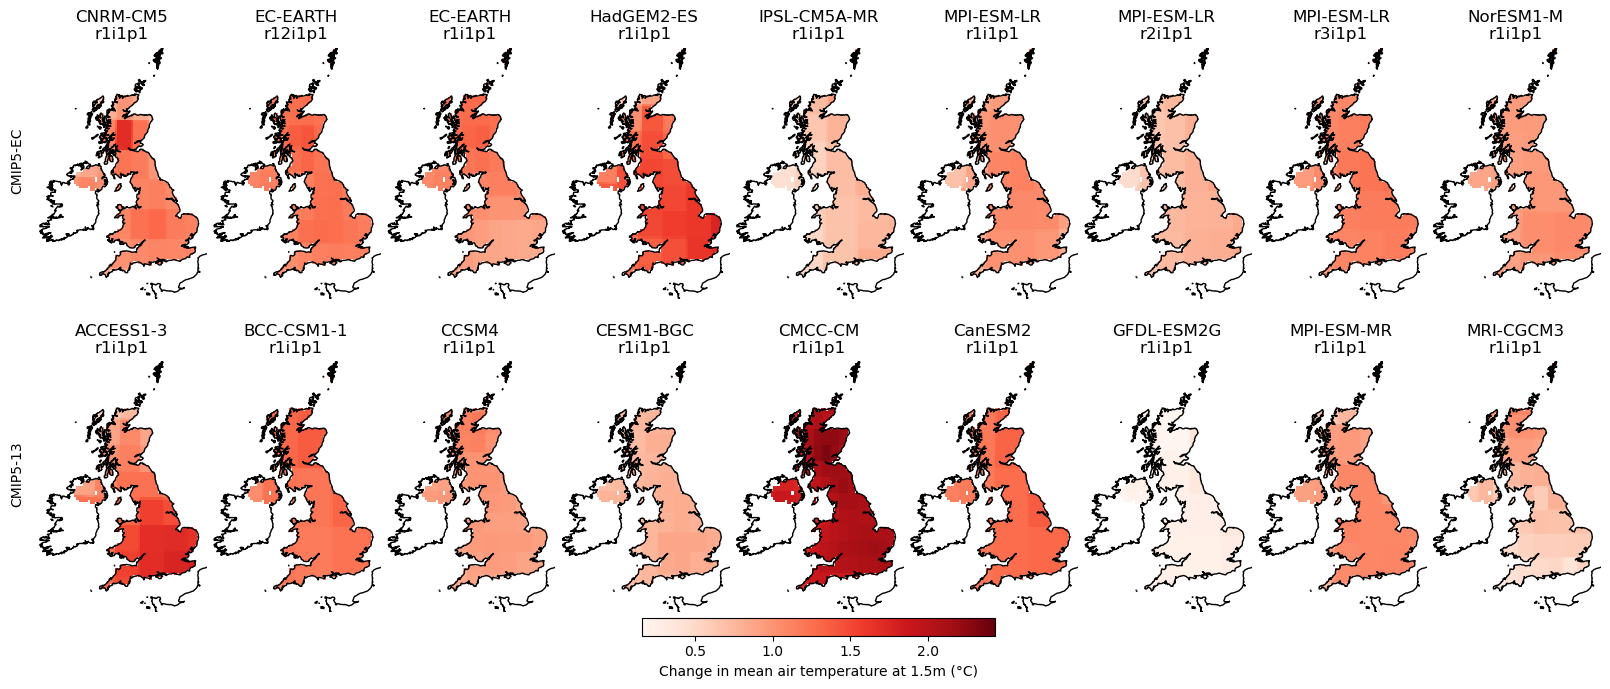 CNRM-CM5
r1i1p1
EC-EARTH
r12i1p1
EC-EARTH
r1i1p1
HadGEM2-ES
r1i1p1
IPSL-CM5A-MR
r1i1p1
MPI-ESM-LR
r1i1p1
MPI-ESM-LR
r2i1p1
MPI-ESM-LR
r3i1p1
NorESM1-M
r1i1p1
CMIP5-EC
ACCESS1-3
r1i1p1
BCC-CSM1-1
r1i1p1
CCSM4
r1i1p1
CESM1-BGC
r1i1p1
CMCC-CM
r1i1p1
CanESM2
r1i1p1
GFDL-ESM2G
r1i1p1
MPI-ESM-MR
r1i1p1
MRI-CGCM3
r1i1p1
CMIP5-13
0.5 1.0 1.5 2.0
Change in mean air temperature at 1.5m (°C)